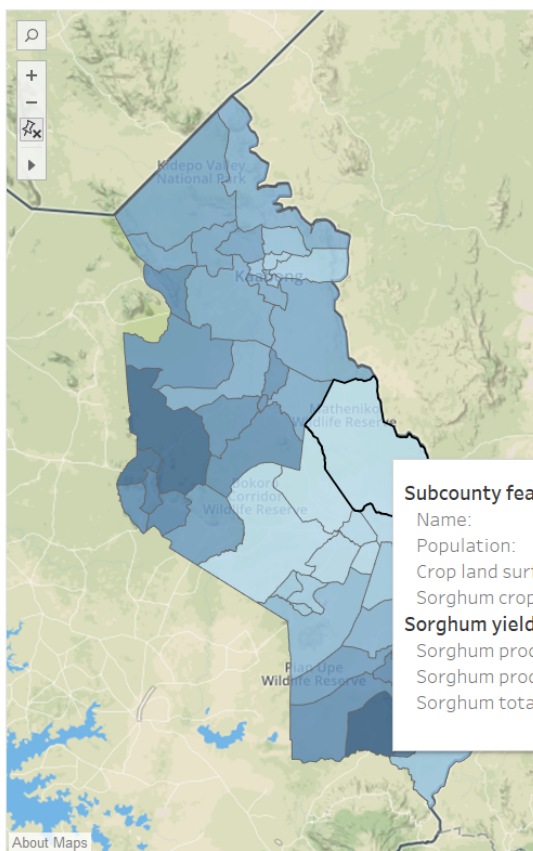 Kidepo Valley
National Park
Kaabong
Matheniko
Wildlife Reserve
Bokora
Corridor
Wildlife Reserve
Subcounty fea
Name:
Population:
Crop land surf
Sorghum crop
Sorghum yield
Sorghum prod
Sorghum prod
Sorghum tota
Pian Upe
Wildlife Reserve
About Maps